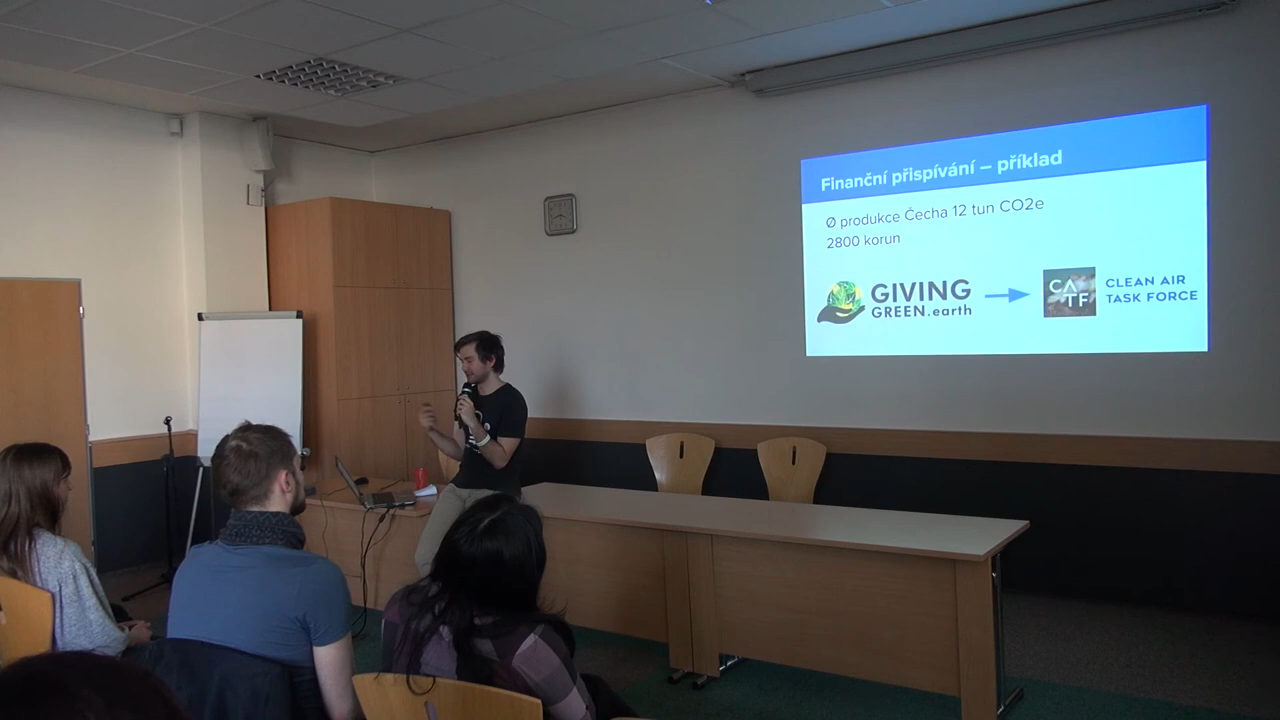 Finanční přispívání – příklad
Ø produkce Čecha 12 tun CO2e
2800 korun
GIVING
GREEN.earth
CA
TF
CLEAN AIR
TASK FORCE